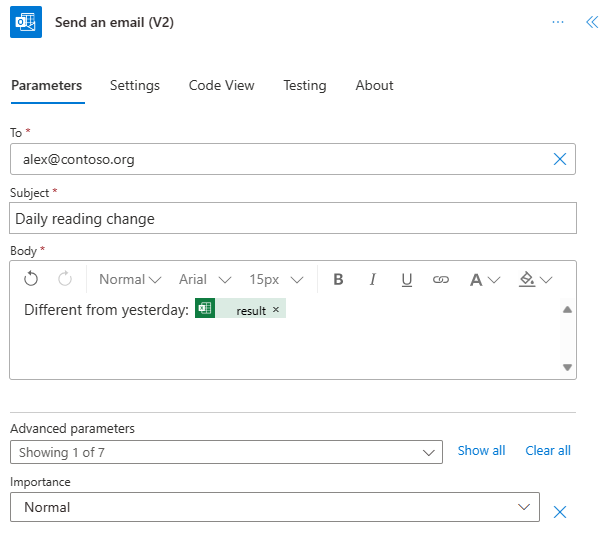 Send an email (V2)
Parameters Settings Code View Testing About
To *
alex@contoso.org
Subject *
Daily reading change
Body *
Normal Arial 15px B I U A
Different from yesterday: result ×
Advanced parameters
Showing 1 of 7 Show all Clear all
Importance
Normal